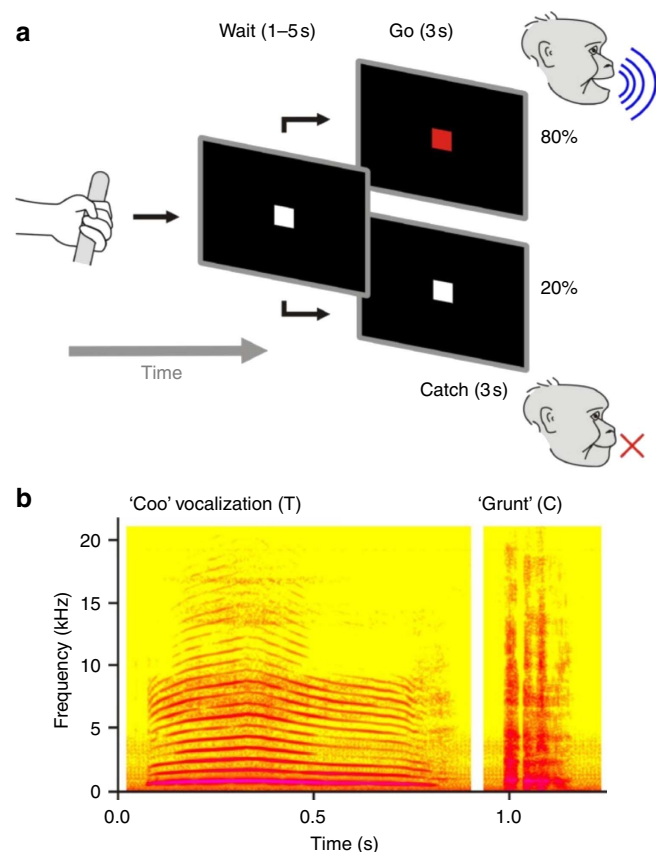 a
Wait (1–5 s)
Go (3 s)
80%
20%
Time
Catch (3 s)
b
‘Coo’ vocalization (T)
‘Grunt’ (C)
Frequency (kHz)
20
15
10
5
0
0.0
0.5
1.0
Time (s)